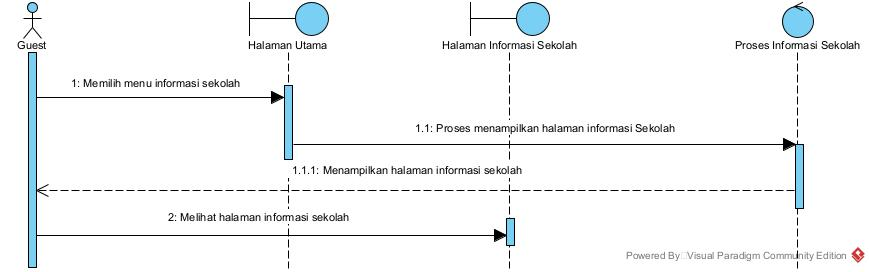 Guest
Halaman Utama
Halaman Informasi Sekolah
Proses Informasi Sekolah
1: Memilih menu informasi sekolah
1.1: Proses menampilkan halaman informasi Sekolah
1.1.1: Menampilkan halaman informasi sekolah
2: Melihat halaman informasi sekolah
Powered By Visual Paradigm Community Edition